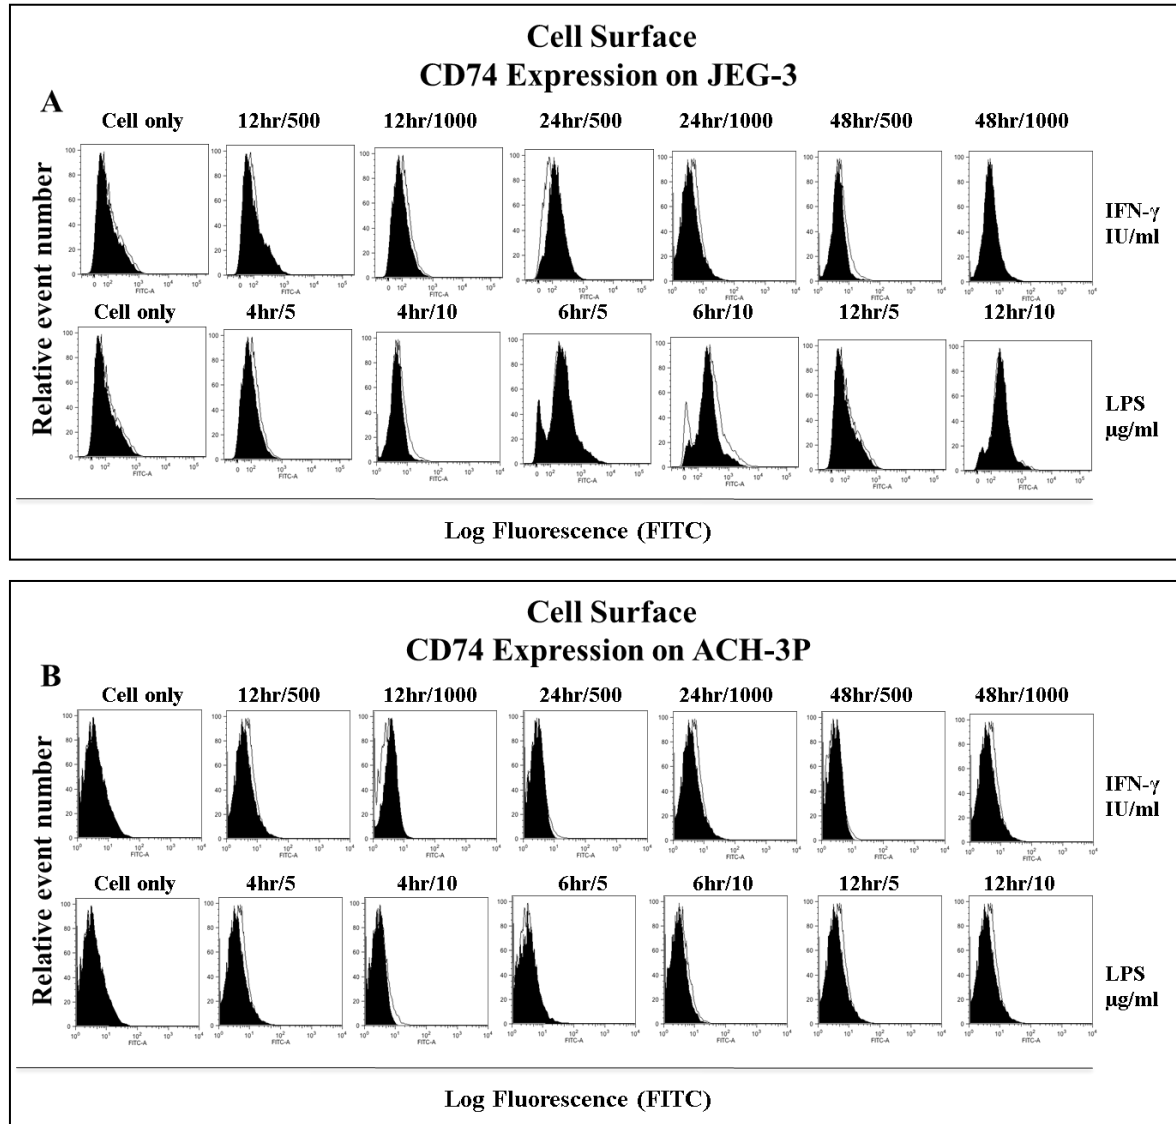 Cell Surface
CD74 Expression on JEG-3
A
Cell only 12hr/500 12hr/1000 24hr/500 24hr/1000 48hr/500 48hr/1000
IFN-γ
IU/ml
Relative event number
Cell only 4hr/5 4hr/10 6hr/5 6hr/10 12hr/5 12hr/10
LPS
μg/ml
Log Fluorescence (FITC)
Cell Surface
CD74 Expression on ACH-3P
B
Cell only 12hr/500 12hr/1000 24hr/500 24hr/1000 48hr/500 48hr/1000
IFN-γ
IU/ml
Relative event number
Cell only 4hr/5 4hr/10 6hr/5 6hr/10 12hr/5 12hr/10
LPS
μg/ml
Log Fluorescence (FITC)